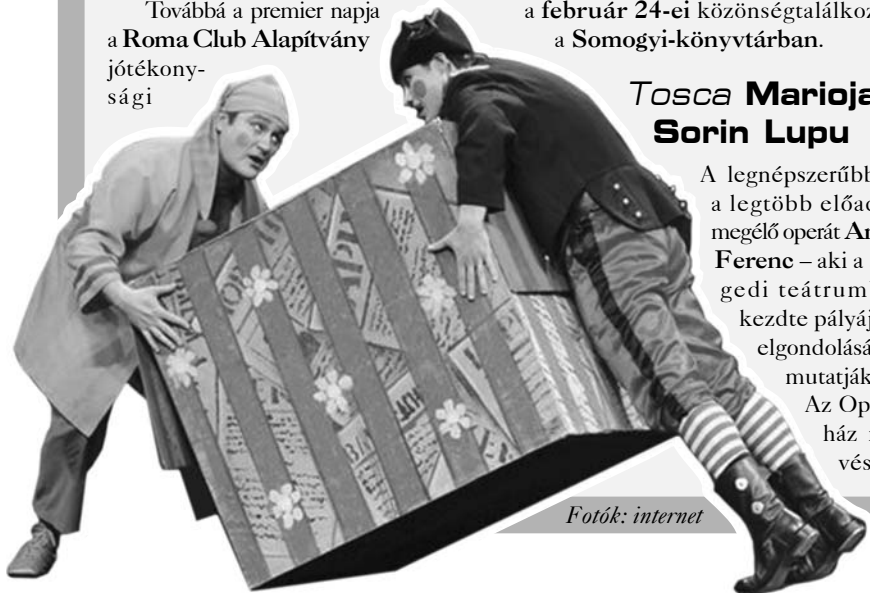 Továbbá a premier napja
a Roma Club Alapítvány
jótékony-
sági
a február 24-ei közönségtalálkoz
a Somogyi-könyvtárban.
Tosca Marioja
Sorin Lupu
A legnépszerűbb
a legtöbb előad
megélő operát An
Ferenc – aki a
gedi teátrum
kezdte pályáj
elgondolásá
mutatják
Az Op
ház
vés
Fotók: internet